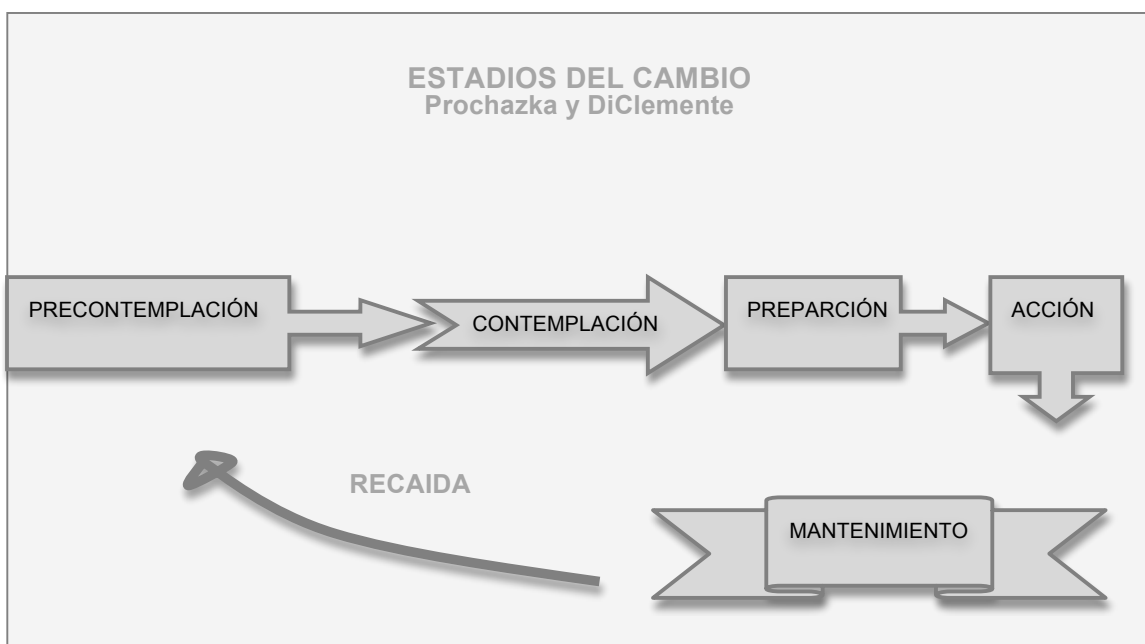 ESTADIOS DEL CAMBIO
Prochazka y DiClemente
PRECONTEMPLACIÓN
CONTEMPLACIÓN
PREPARCIÓN
ACCIÓN
RECAIDA
MANTENIMIENTO